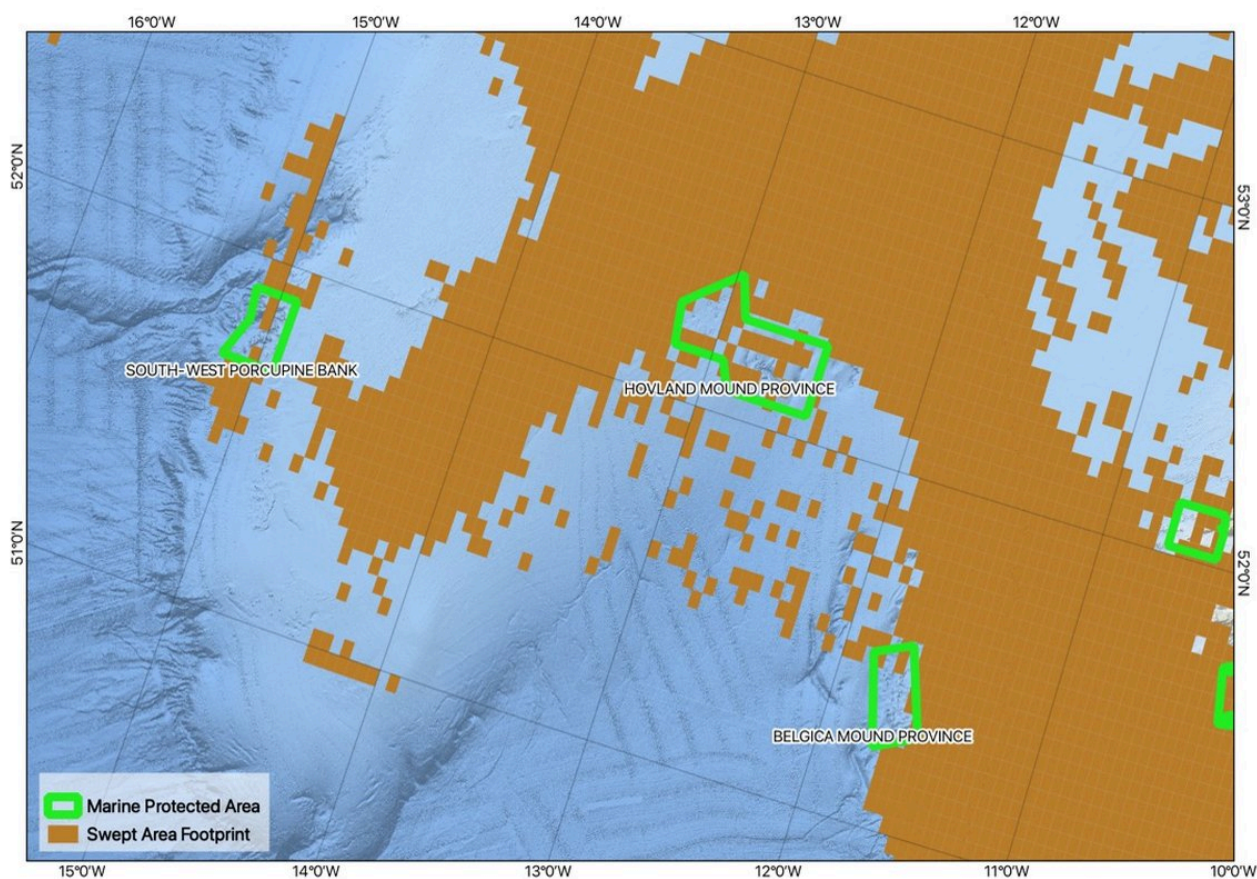 16°0'W 15°0'W 14°0'W 13°0'W 12°0'W
52°0'N
53°0'N
SOUTH-WEST PORCUPINE BANK
HOVLAND MOUND PROVINCE
51°0'N
52°0'N
BELGICA MOUND PROVINCE
Marine Protected Area
Swept Area Footprint
15°0'W 14°0'W 13°0'W 12°0'W 11°0'W 10°0'W